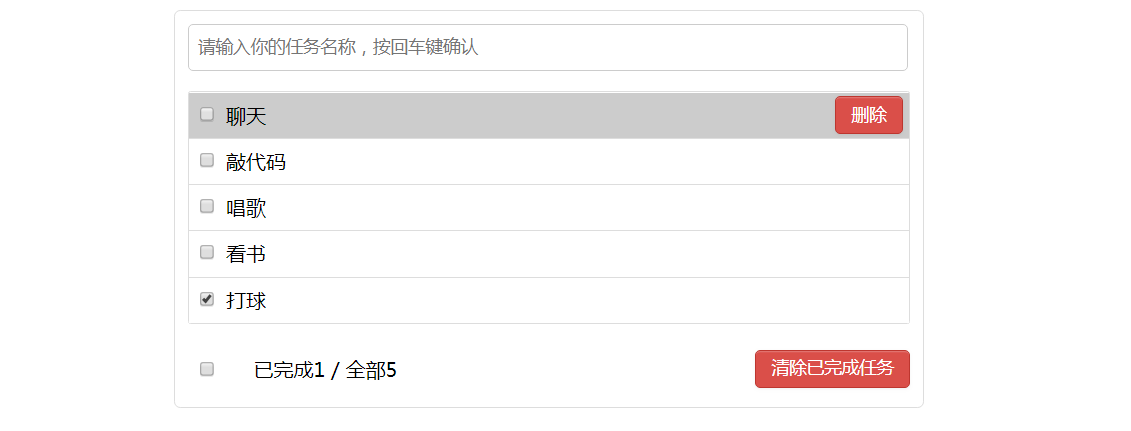 请输入你的任务名称，按回车键确认
聊天 删除
敲代码
唱歌
看书
打球
已完成1 / 全部5 清除已完成任务